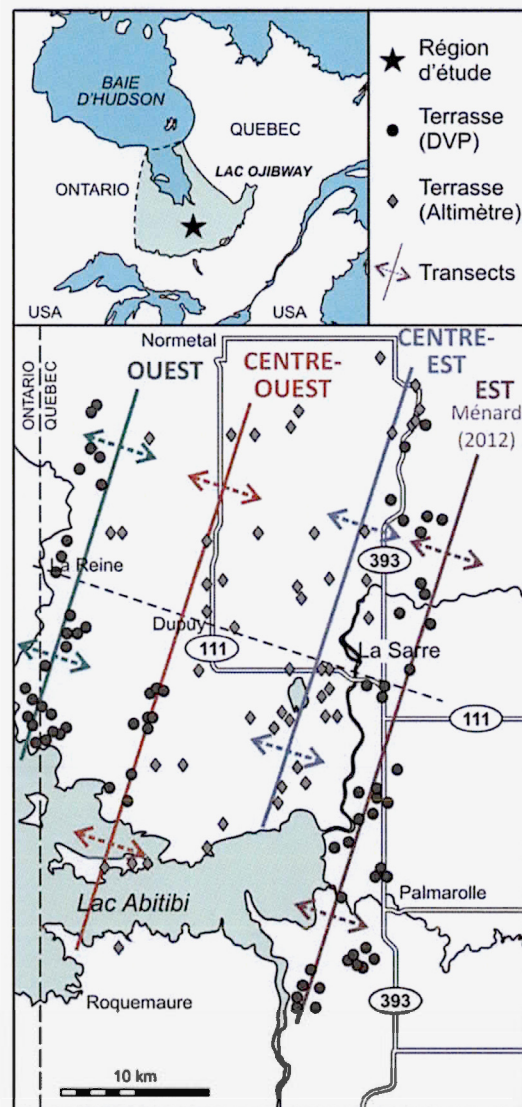 BAIE
D'HUDSON
QUEBEC
LAC OJIBWAY
ONTARIO
USA
USA
Région
d'étude
Terrasse
(DVP)
Terrasse
(Altimètre)
Transects
Normetal
ONTARIO
QUEBEC
OUEST
CENTRE-
OUEST
CENTRE-
EST
EST
Ménard
(2012)
La Reine
393
Dupuy
111
La Sarre
111
Lac Abitibi
Palmarolle
Roquemaure
393
10 km